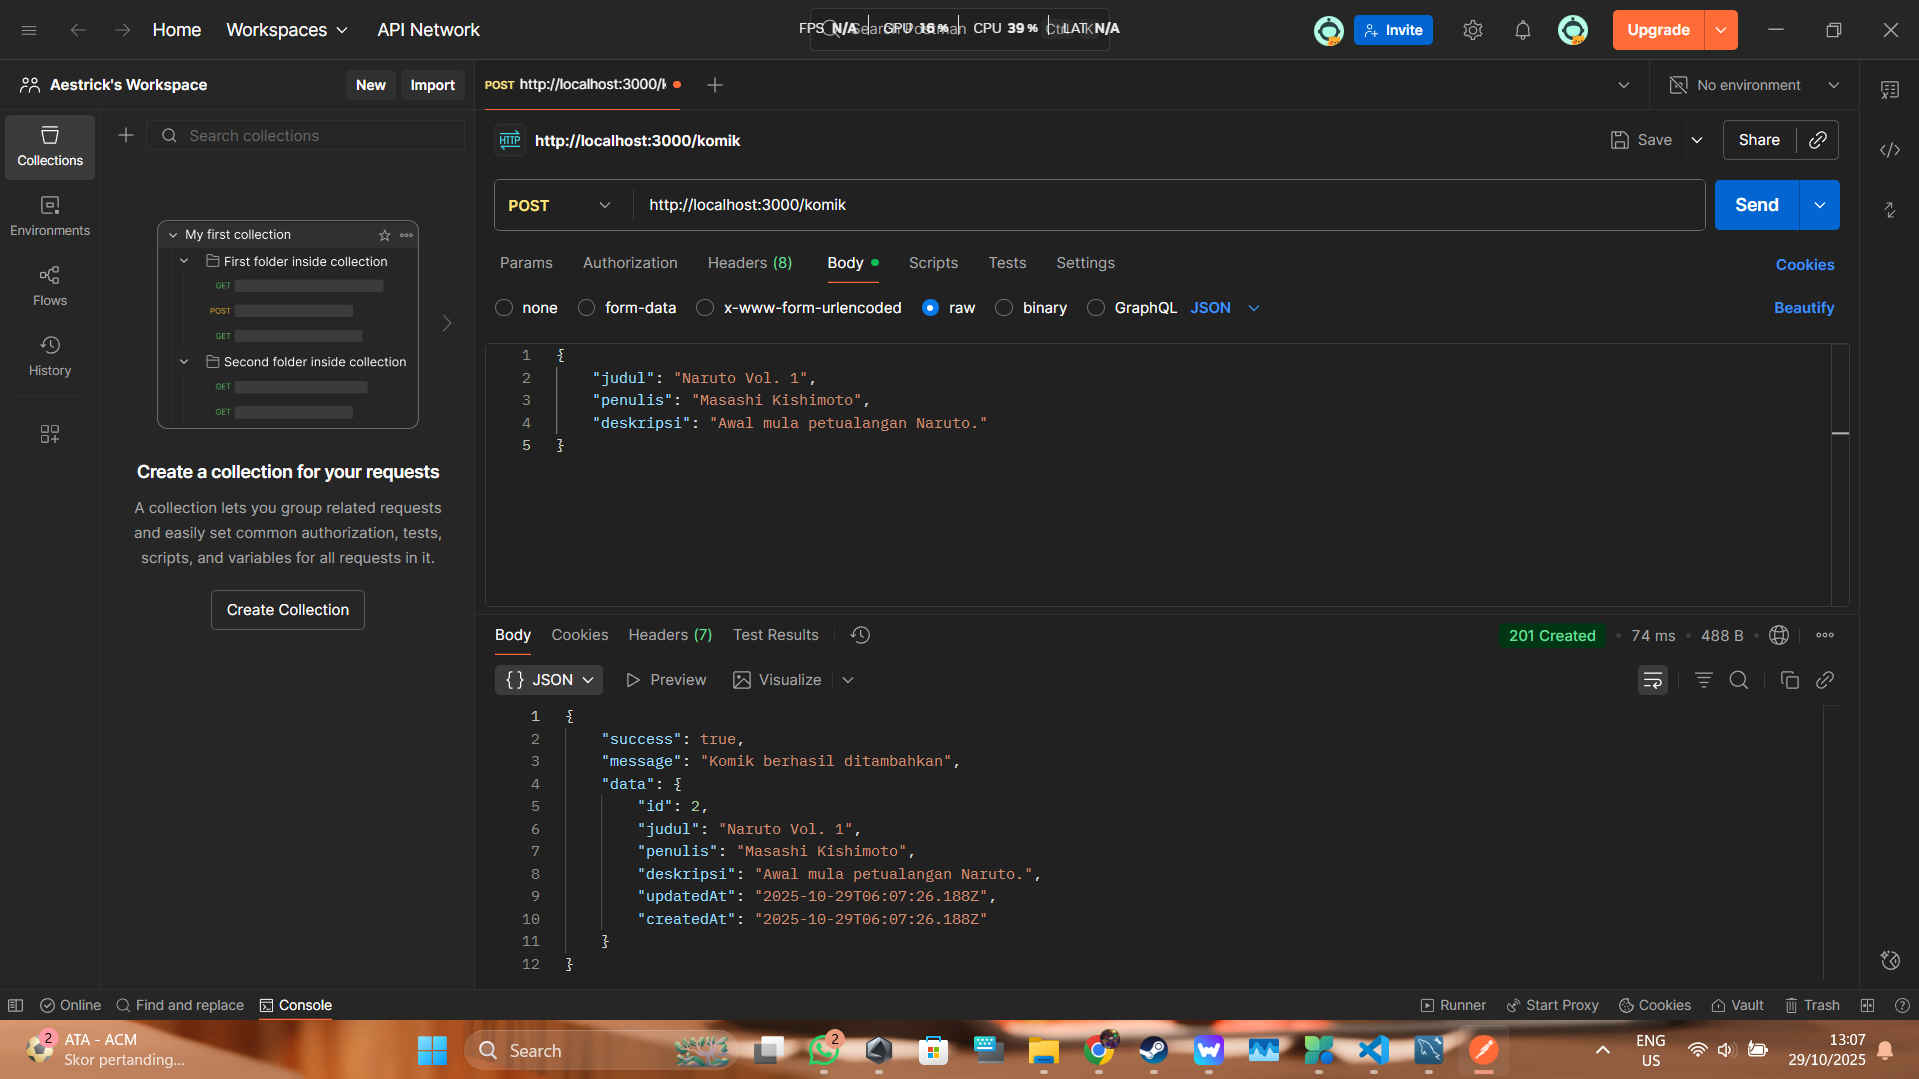 Home
Workspaces
API Network
FPS N/A
GPU 16 %
CPU 39 %
LAT N/A
Invite
Upgrade
Aestrick's Workspace
New
Import
POST http://localhost:3000/k
No environment
Collections
Environments
Flows
History
Search collections
My first collection
First folder inside collection
GET
POST
GET
Second folder inside collection
GET
GET
Create a collection for your requests
A collection lets you group related requests
and easily set common authorization, tests,
scripts, and variables for all requests in it.
Create Collection
HTTP
http://localhost:3000/komik
Save
Share
POST
http://localhost:3000/komik
Send
Params
Authorization
Headers (8)
Body
Scripts
Tests
Settings
Cookies
none
form-data
x-www-form-urlencoded
raw
binary
GraphQL
JSON
Beautify
1 {
2 "judul": "Naruto Vol. 1",
3 "penulis": "Masashi Kishimoto",
4 "deskripsi": "Awal mula petualangan Naruto."
5 }
Body
Cookies
Headers (7)
Test Results
201 Created
74 ms
488 B
{} JSON
Preview
Visualize
1 {
2 "success": true,
3 "message": "Komik berhasil ditambahkan",
4 "data": {
5 "id": 2,
6 "judul": "Naruto Vol. 1",
7 "penulis": "Masashi Kishimoto",
8 "deskripsi": "Awal mula petualangan Naruto.",
9 "updatedAt": "2025-10-29T06:07:26.188Z",
10 "createdAt": "2025-10-29T06:07:26.188Z"
11 }
12 }
Online
Find and replace
Console
Runner
Start Proxy
Cookies
Vault
Trash
2
ATA - ACM
Skor pertanding...
Search
2
ENG
US
13:07
29/10/2025